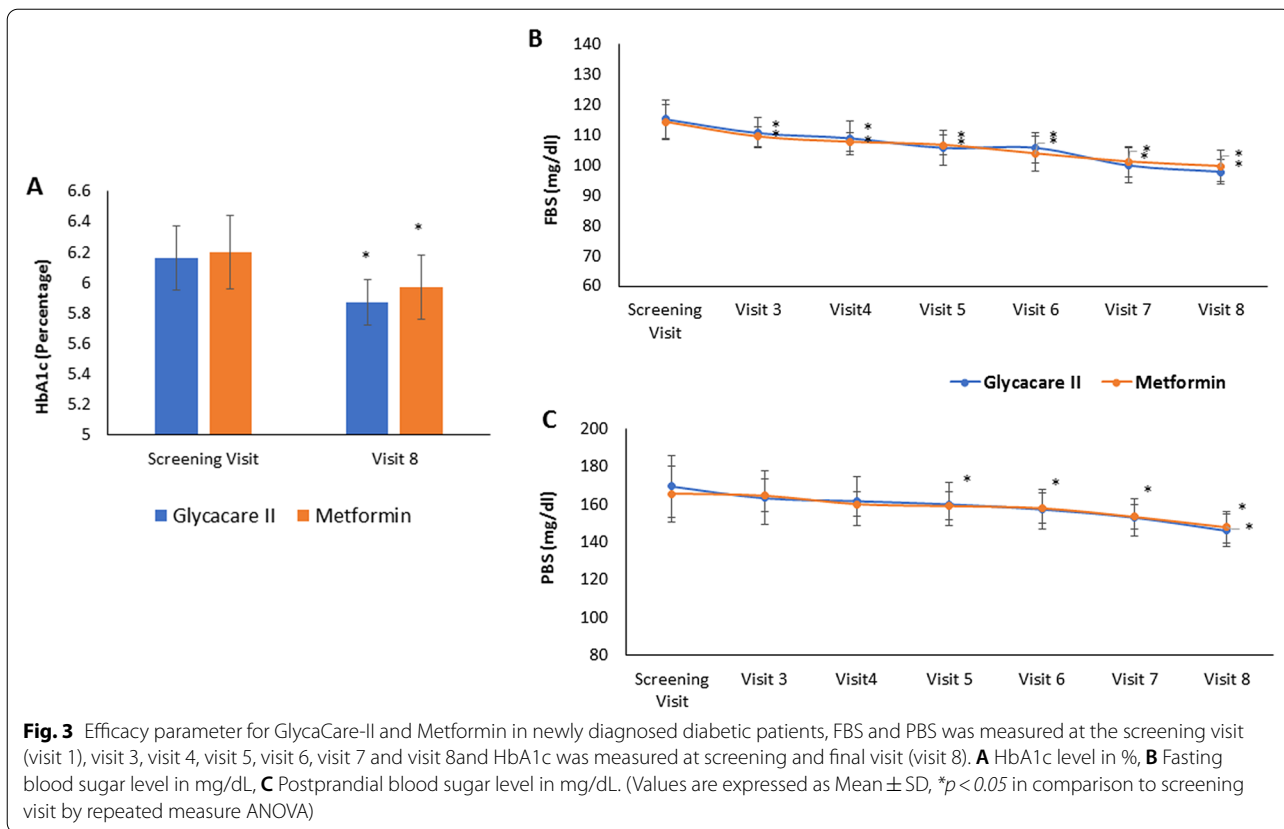 A
HbA1c (Percentage)
6.6
6.4
6.2
6
5.8
5.6
5.4
5.2
5
* *
Screening Visit Visit 8
Glycacare II Metformin
B
FBS (mg/dl)
140
130
120
110
100
90
80
70
60
* * * * * *
* * * * * *
Screening Visit Visit 3 Visit4 Visit 5 Visit 6 Visit 7 Visit 8
Glycacare II Metformin
C
PBS (mg/dl)
200
180
160
140
120
100
80
* * * *
*
Screening Visit Visit 3 Visit4 Visit 5 Visit 6 Visit 7 Visit 8
Fig. 3 Efficacy parameter for GlycaCare-II and Metformin in newly diagnosed diabetic patients, FBS and PBS was measured at the screening visit
(visit 1), visit 3, visit 4, visit 5, visit 6, visit 7 and visit 8and HbA1c was measured at screening and final visit (visit 8). A HbA1c level in %, B Fasting
blood sugar level in mg/dL, C Postprandial blood sugar level in mg/dL. (Values are expressed as Mean ± SD, *p < 0.05 in comparison to screening
visit by repeated measure ANOVA)